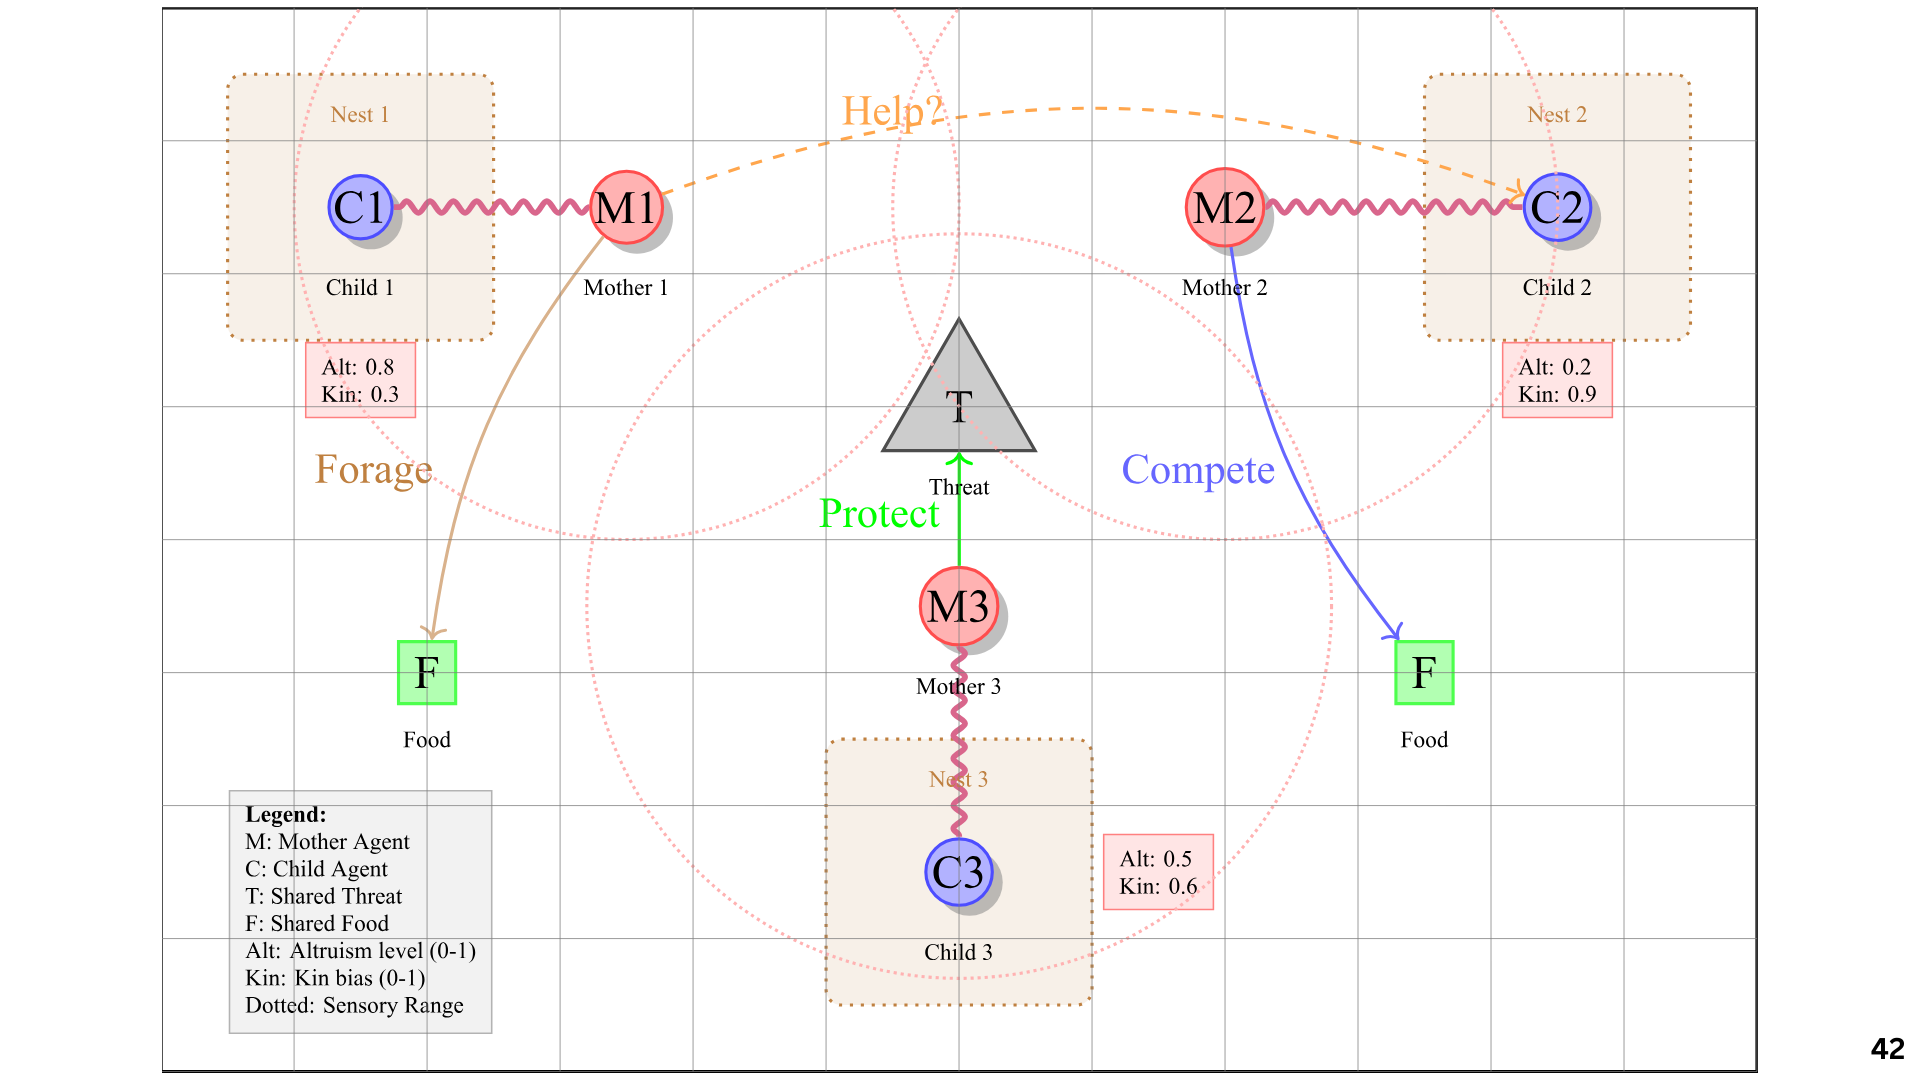 Help?
Nest 1
Nest 2
C1
M1
M2
C2
Child 1
Mother 1
Mother 2
Child 2
Alt: 0.8
Kin: 0.3
T
Alt: 0.2
Kin: 0.9
Forage
Compete
Threat
Protect
M3
F
Mother 3
F
Food
Food
Nest 3
Legend:
M: Mother Agent
C: Child Agent
T: Shared Threat
F: Shared Food
Alt: Altruism level (0-1)
Kin: Kin bias (0-1)
Dotted: Sensory Range
C3
Alt: 0.5
Kin: 0.6
Child 3
42